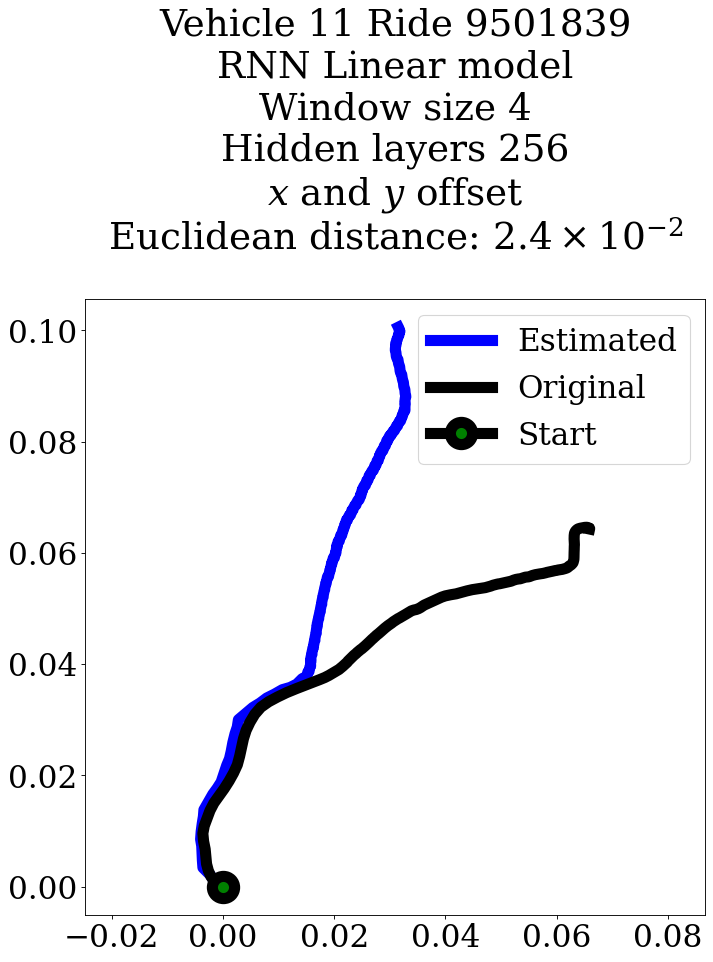 Vehicle 11 Ride 9501839
RNN Linear model
Window size 4
Hidden layers 256
x and y offset
Euclidean distance: 2.4 × 10⁻²
Estimated
Original
Start
0.10
0.08
0.06
0.04
0.02
0.00
−0.02 0.00 0.02 0.04 0.06 0.08